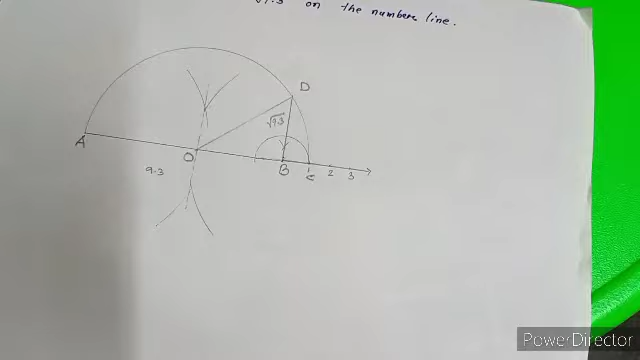 on the numbers line.
D
√9.3
A
O
B C 2 3
9.3
PowerDirector